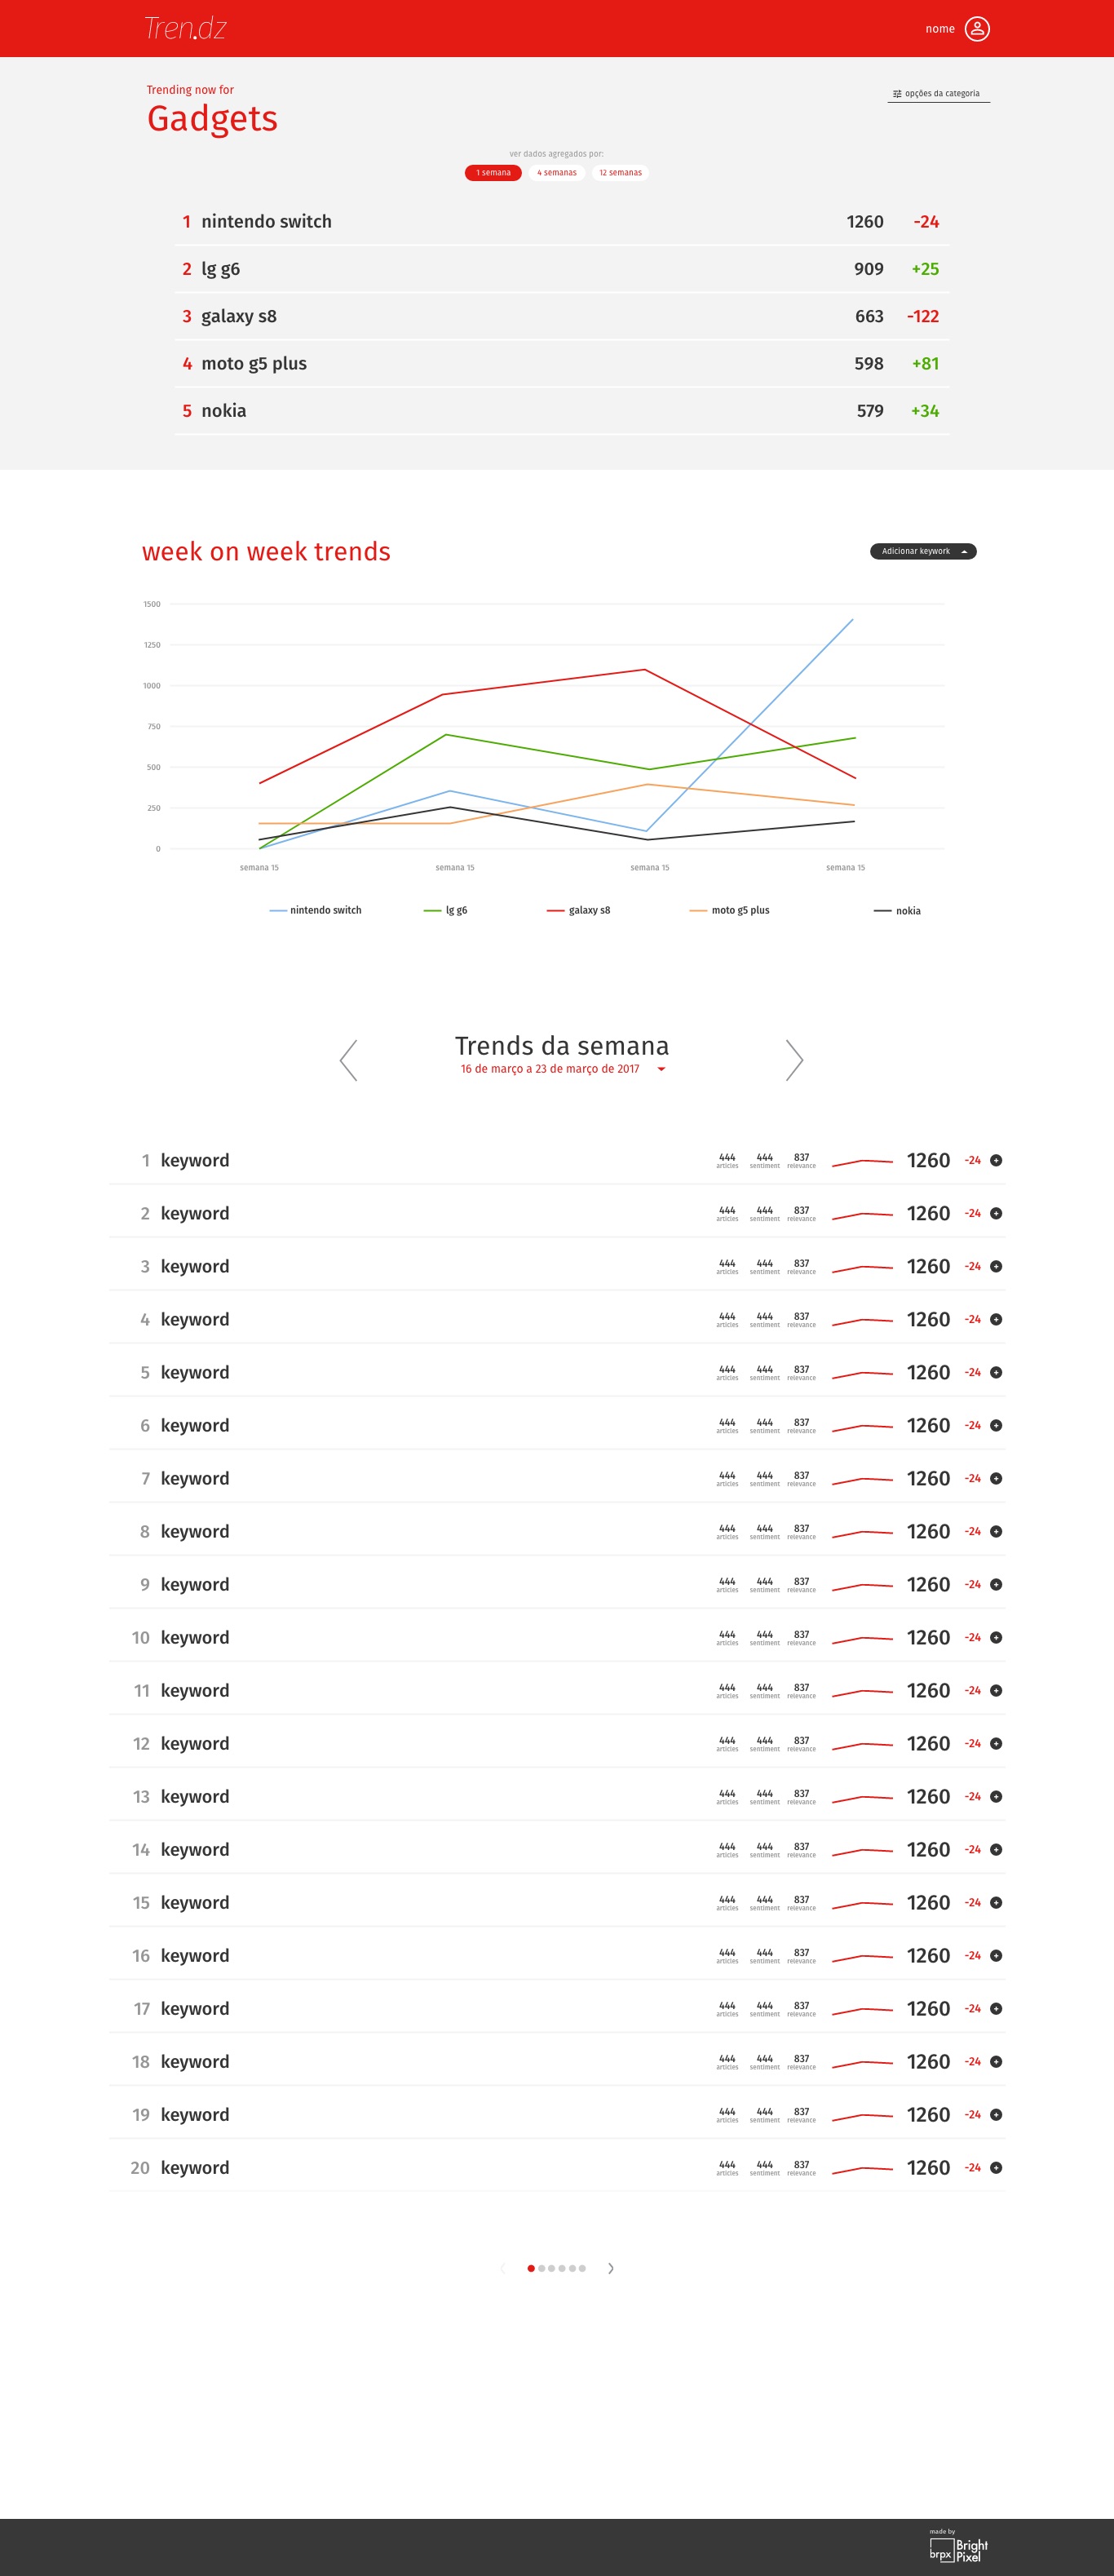 Tren.dz
nome
Trending now for
Gadgets
opções da categoria
ver dados agregados por:
1 semana 4 semanas 12 semanas
1 nintendo switch 1260 -24
2 lg g6 909 +25
3 galaxy s8 663 -122
4 moto g5 plus 598 +81
5 nokia 579 +34
week on week trends
Adicionar keywork
1500
1250
1000
750
500
250
0
semana 15 semana 15 semana 15 semana 15
nintendo switch lg g6 galaxy s8 moto g5 plus nokia
Trends da semana
16 de março a 23 de março de 2017
1 keyword 444 444 837 1260 -24
articles sentiment relevance
2 keyword 444 444 837 1260 -24
articles sentiment relevance
3 keyword 444 444 837 1260 -24
articles sentiment relevance
4 keyword 444 444 837 1260 -24
articles sentiment relevance
5 keyword 444 444 837 1260 -24
articles sentiment relevance
6 keyword 444 444 837 1260 -24
articles sentiment relevance
7 keyword 444 444 837 1260 -24
articles sentiment relevance
8 keyword 444 444 837 1260 -24
articles sentiment relevance
9 keyword 444 444 837 1260 -24
articles sentiment relevance
10 keyword 444 444 837 1260 -24
articles sentiment relevance
11 keyword 444 444 837 1260 -24
articles sentiment relevance
12 keyword 444 444 837 1260 -24
articles sentiment relevance
13 keyword 444 444 837 1260 -24
articles sentiment relevance
14 keyword 444 444 837 1260 -24
articles sentiment relevance
15 keyword 444 444 837 1260 -24
articles sentiment relevance
16 keyword 444 444 837 1260 -24
articles sentiment relevance
17 keyword 444 444 837 1260 -24
articles sentiment relevance
18 keyword 444 444 837 1260 -24
articles sentiment relevance
19 keyword 444 444 837 1260 -24
articles sentiment relevance
20 keyword 444 444 837 1260 -24
articles sentiment relevance
made by
brpx
Bright
Pixel